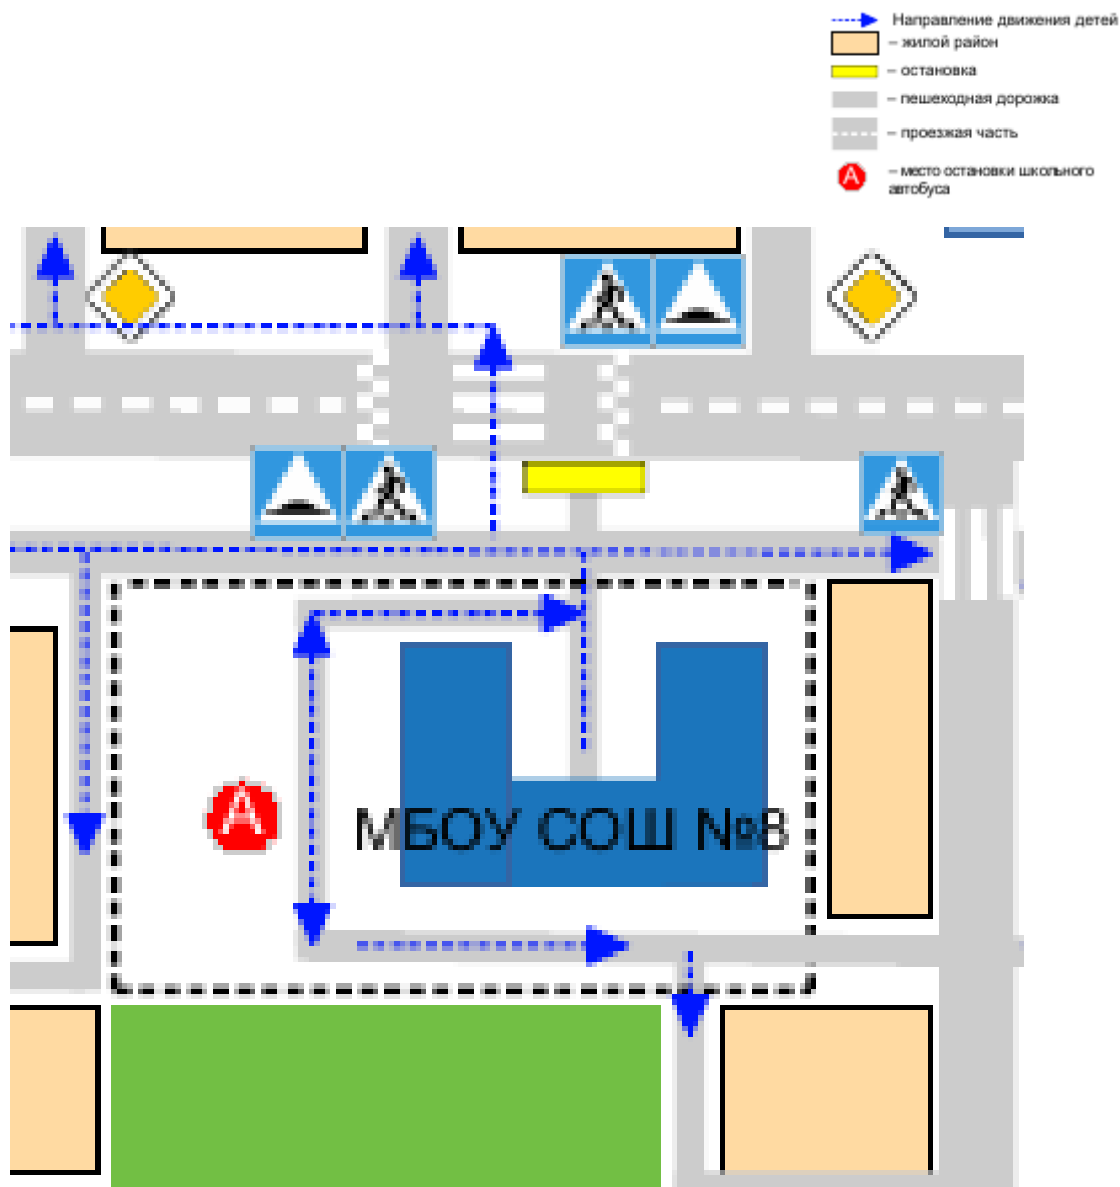 Направление движения детей
– жилой район
– остановка
– пешеходная дорожка
– проезжая часть
А
– место остановки школьного
автобуса
А
МБОУ СОШ №8